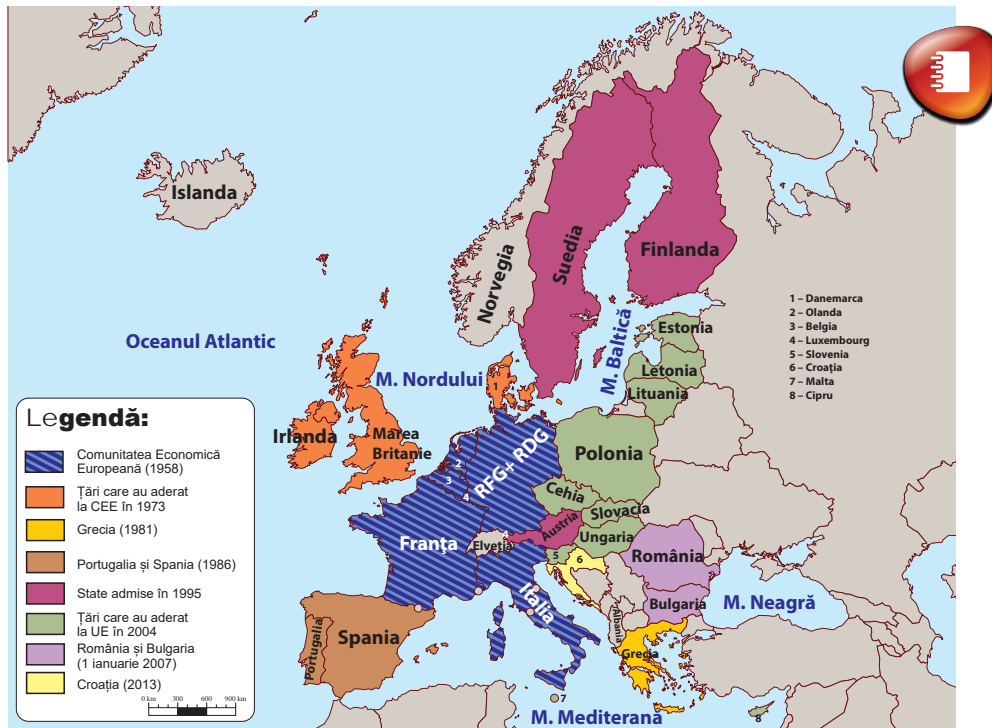 Islanda
Norvegia
Suedia
Finlanda
1 – Danemarca
2 – Olanda
3 – Belgia
4 – Luxembourg
5 – Slovenia
6 – Croația
7 – Malta
8 – Cipru
Oceanul Atlantic
M. Nordului
M. Baltică
Estonia
Letonia
Lituania
1
Irlanda
Marea
Britanie
2
3
4
RFG+ RDG
Polonia
Cehia
Slovacia
Austria
Ungaria
Franţa
Elveția
5
6
România
Italia
Bulgaria
M. Neagră
Albania
Grecia
Portugalia
Spania
7
M. Mediterană
8
Legendă:
Comunitatea Economică
Europeană (1958)
Țări care au aderat
la CEE în 1973
Grecia (1981)
Portugalia și Spania (1986)
State admise în 1995
Țări care au aderat
la UE în 2004
România și Bulgaria
(1 ianuarie 2007)
Croația (2013)
0 km 300 600 900 km